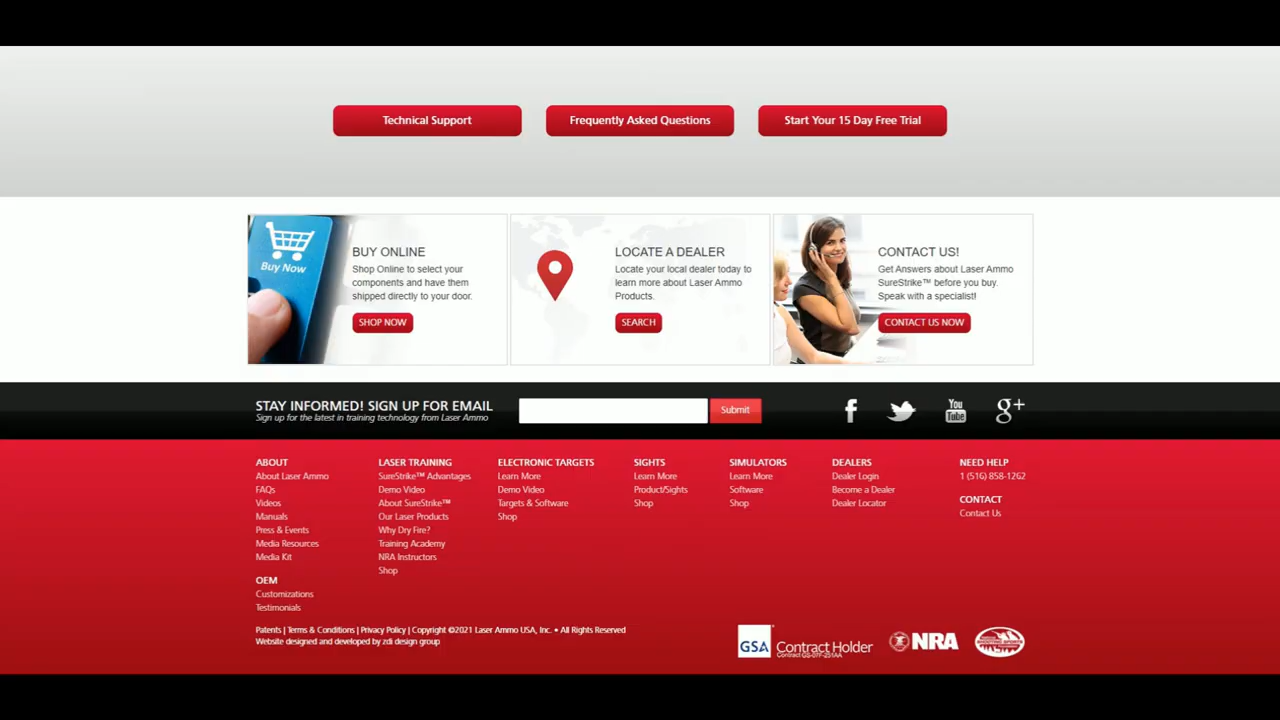 Technical Support
Frequently Asked Questions
Start Your 15 Day Free Trial
Buy Now
BUY ONLINE
Shop Online to select your
components and have them
shipped directly to your door.
SHOP NOW
LOCATE A DEALER
Locate your local dealer today to
learn more about Laser Ammo
Products.
SEARCH
CONTACT US!
Get Answers about Laser Ammo
SureStrike™ before you buy.
Speak with a specialist!
CONTACT US NOW
STAY INFORMED! SIGN UP FOR EMAIL
Sign up for the latest in training technology from Laser Ammo
Submit
f
You
Tube
g+
ABOUT
About Laser Ammo
FAQs
Videos
Manuals
Press & Events
Media Resources
Media Kit
OEM
Customizations
Testimonials
LASER TRAINING
SureStrike™ Advantages
Demo Video
About SureStrike™
Our Laser Products
Why Dry Fire?
Training Academy
NRA Instructors
Shop
ELECTRONIC TARGETS
Learn More
Demo Video
Targets & Software
Shop
SIGHTS
Learn More
Product/Sights
Shop
SIMULATORS
Learn More
Software
Shop
DEALERS
Dealer Login
Become a Dealer
Dealer Locator
NEED HELP
1 (516) 858-1262
CONTACT
Contact Us
Patents | Terms & Conditions | Privacy Policy | Copyright ©2021 Laser Ammo USA, Inc. • All Rights Reserved
Website designed and developed by zdi design group
GSA Contract Holder
NRA